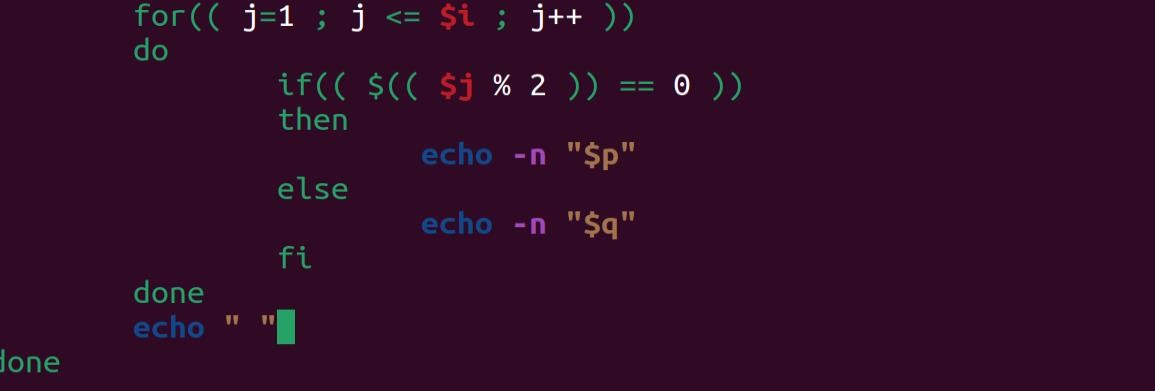 for(( j=1 ; j <= $i ; j++ ))
do
if(( $(( $j % 2 )) == 0 ))
then
echo -n "$p"
else
echo -n "$q"
fi
done
echo " "
done